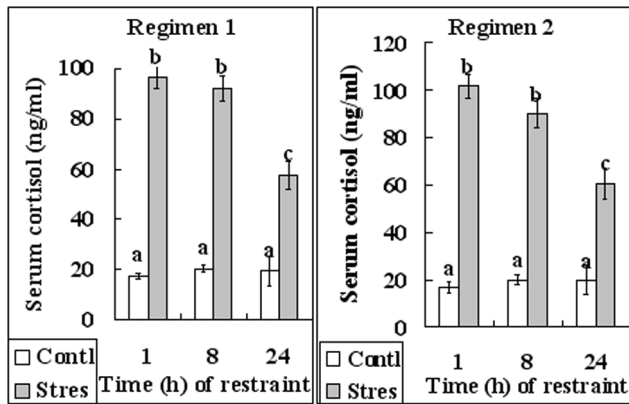 Regimen 1
Serum cortisol (ng/ml)
100
80
60
40
20
0
b
b
c
a
a
a
1 8 24
Time (h) of restraint
Contl
Stres
Regimen 2
Serum cortisol (ng/ml)
120
100
80
60
40
20
0
b
b
c
a
a
a
1 8 24
Time (h) of restraint
Contl
Stres